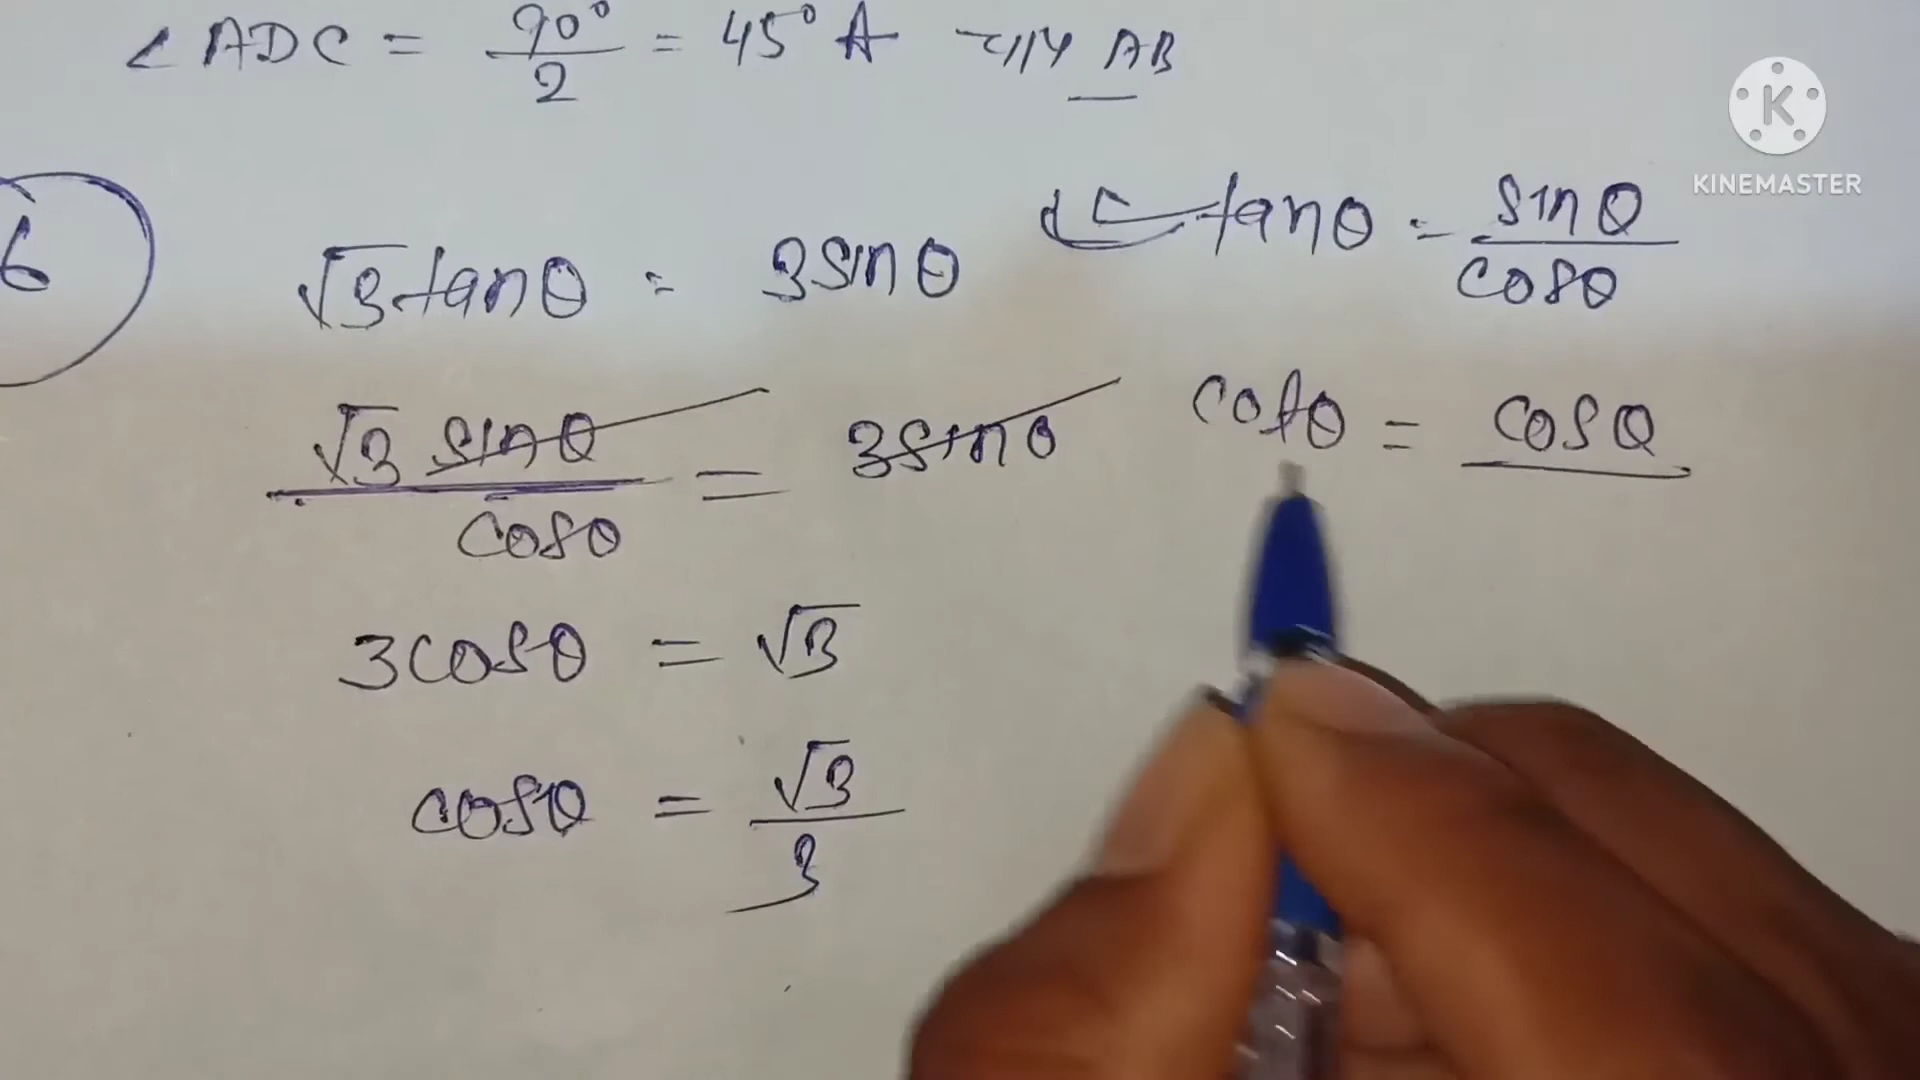 ∠ADC = 90°/2 = 45° A AB
6
√3 tanθ = 3sinθ
tanθ = sinθ/cosθ
√3 sinθ/cosθ = 3sinθ
cotθ = cosθ
3cosθ = √3
cosθ = √3/3
K
KINEMASTER